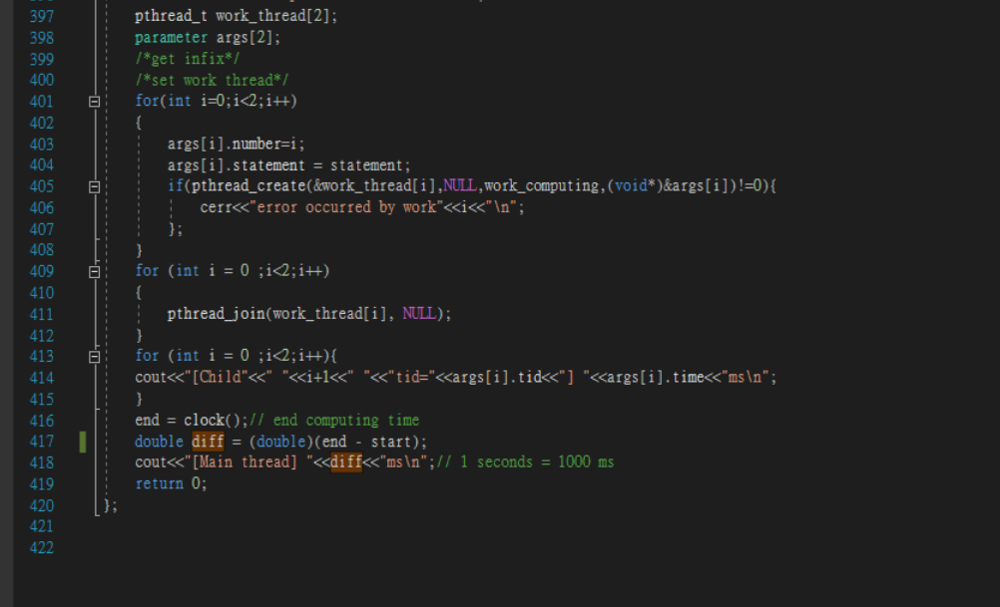 397 pthread_t work_thread[2];
398 parameter args[2];
399 /*get infix*/
400 /*set work thread*/
401 for(int i=0;i<2;i++)
402 {
403 args[i].number=i;
404 args[i].statement = statement;
405 if(pthread_create(&work_thread[i],NULL,work_computing,(void*)&args[i])!=0){
406 cerr<<"error occurred by work"<<i<<"\n";
407 };
408 }
409 for (int i = 0 ;i<2;i++)
410 {
411 pthread_join(work_thread[i], NULL);
412 }
413 for (int i = 0 ;i<2;i++){
414 cout<<"[Child"<<" "<<i+1<<" "<<"tid="<<args[i].tid<<"] "<<args[i].time<<"ms\n";
415 }
416 end = clock();// end computing time
417 double diff = (double)(end - start);
418 cout<<"[Main thread] "<<diff<<"ms\n";// 1 seconds = 1000 ms
419 return 0;
420 };
421
422